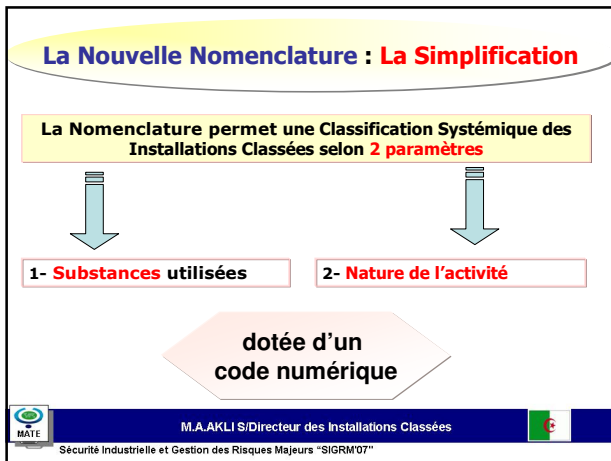 La Nouvelle Nomenclature : La Simplification
La Nomenclature permet une Classification Systémique des
Installations Classées selon 2 paramètres
1- Substances utilisées
2- Nature de l'activité
dotée d'un
code numérique
MATE
M.A.AKLI S/Directeur des Installations Classées
Sécurité Industrielle et Gestion des Risques Majeurs "SIGRM'07"